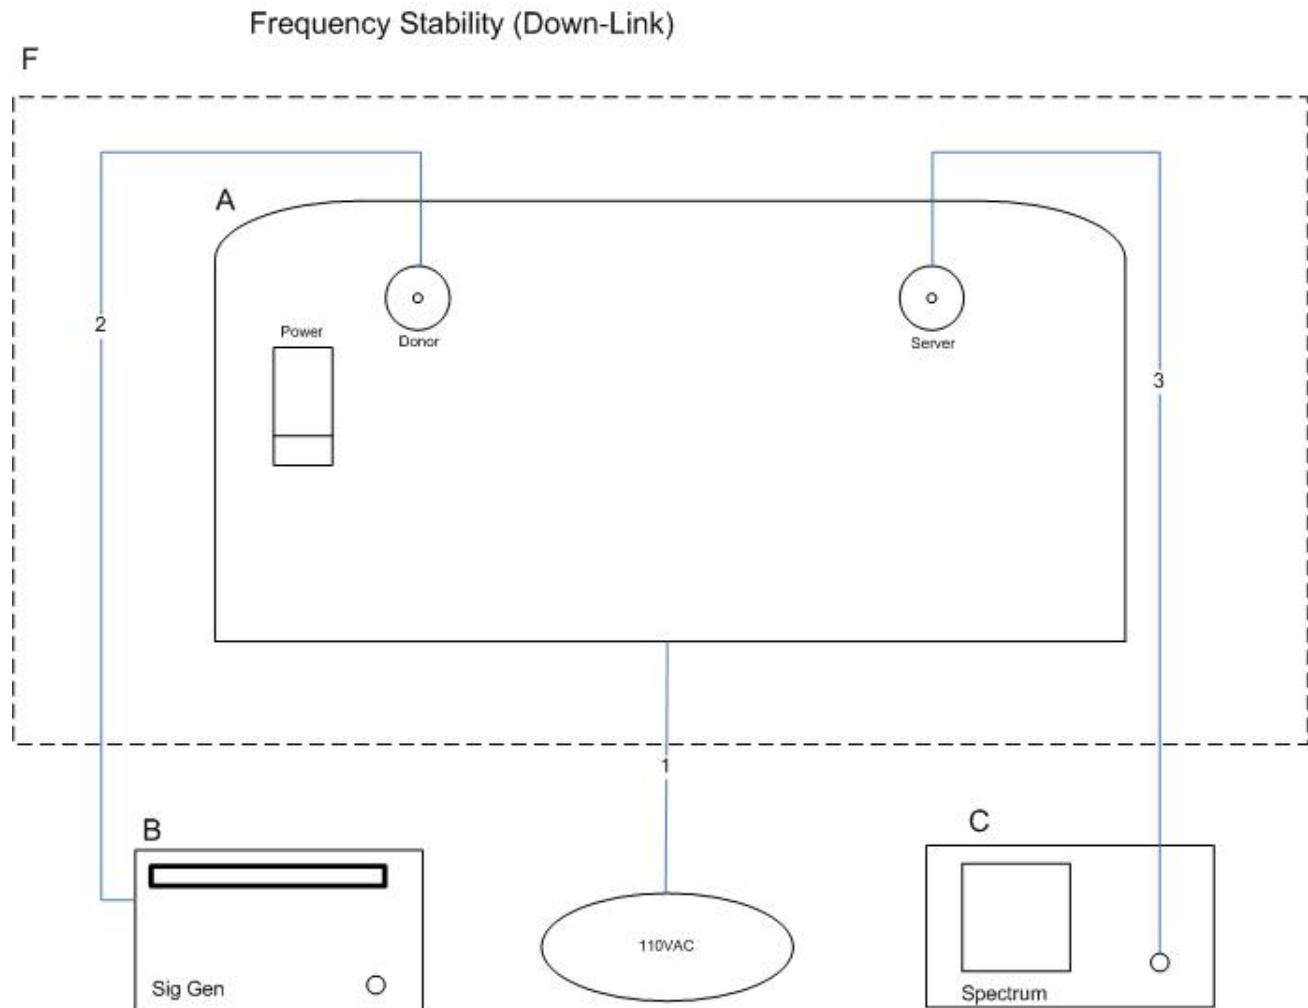 Frequency Stability (Down-Link)
F
A
2
Power
Donor
Server
3
1
B
C
110VAC
Sig Gen
Spectrum